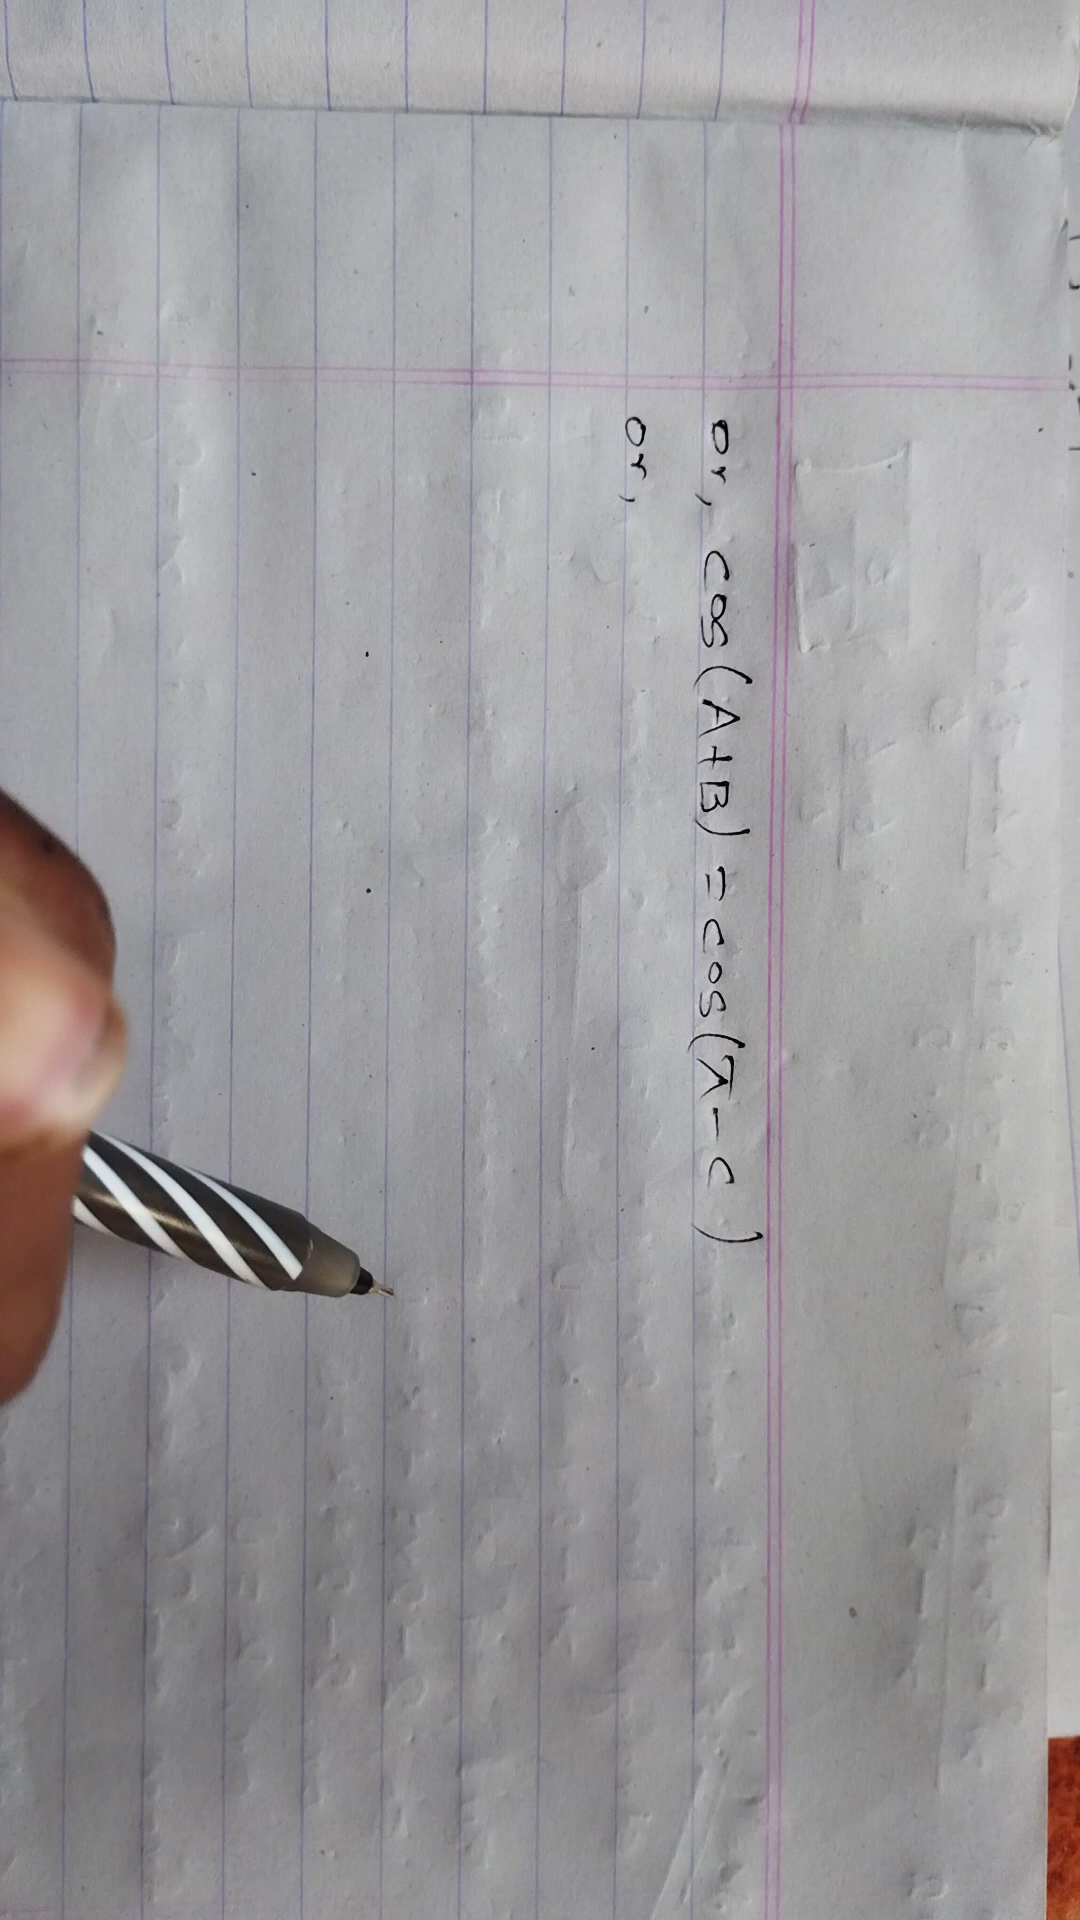 or, cos(A+B) = cos(π-c)
or,